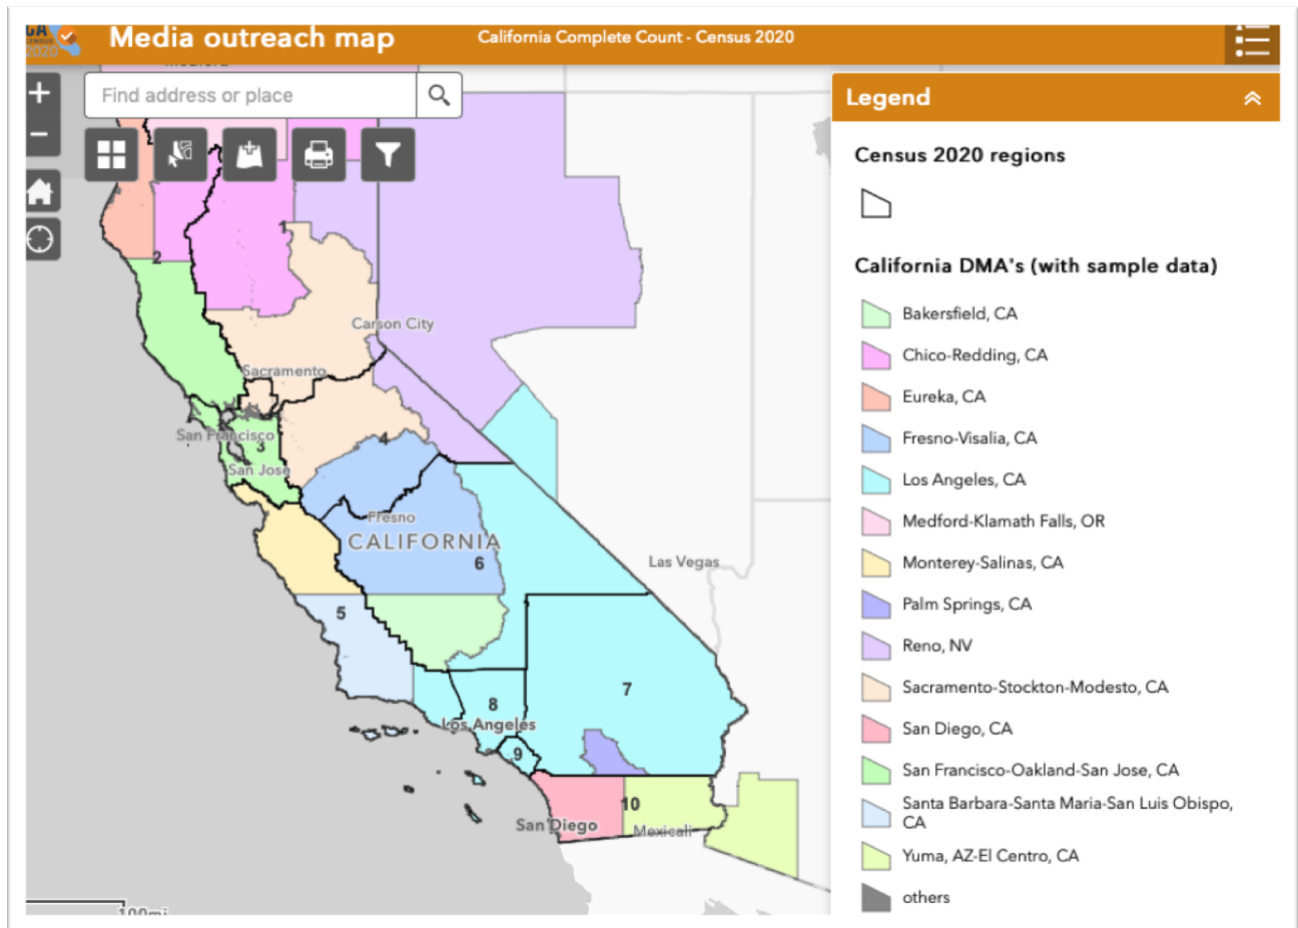 CA
CENSUS
2020
Media outreach map
California Complete Count - Census 2020
Medford
+
Find address or place
−
Legend
Census 2020 regions
California DMA's (with sample data)
Bakersfield, CA
Chico-Redding, CA
Eureka, CA
Fresno-Visalia, CA
Los Angeles, CA
Medford-Klamath Falls, OR
Monterey-Salinas, CA
Palm Springs, CA
Reno, NV
Sacramento-Stockton-Modesto, CA
San Diego, CA
San Francisco-Oakland-San Jose, CA
Santa Barbara-Santa Maria-San Luis Obispo,
CA
Yuma, AZ-El Centro, CA
others
1
2
Carson City
Sacramento
San Francisco
3
4
San Jose
Fresno
CALIFORNIA
6
Las Vegas
5
7
8
Los Angeles
9
10
San Diego
Mexicali
100mi